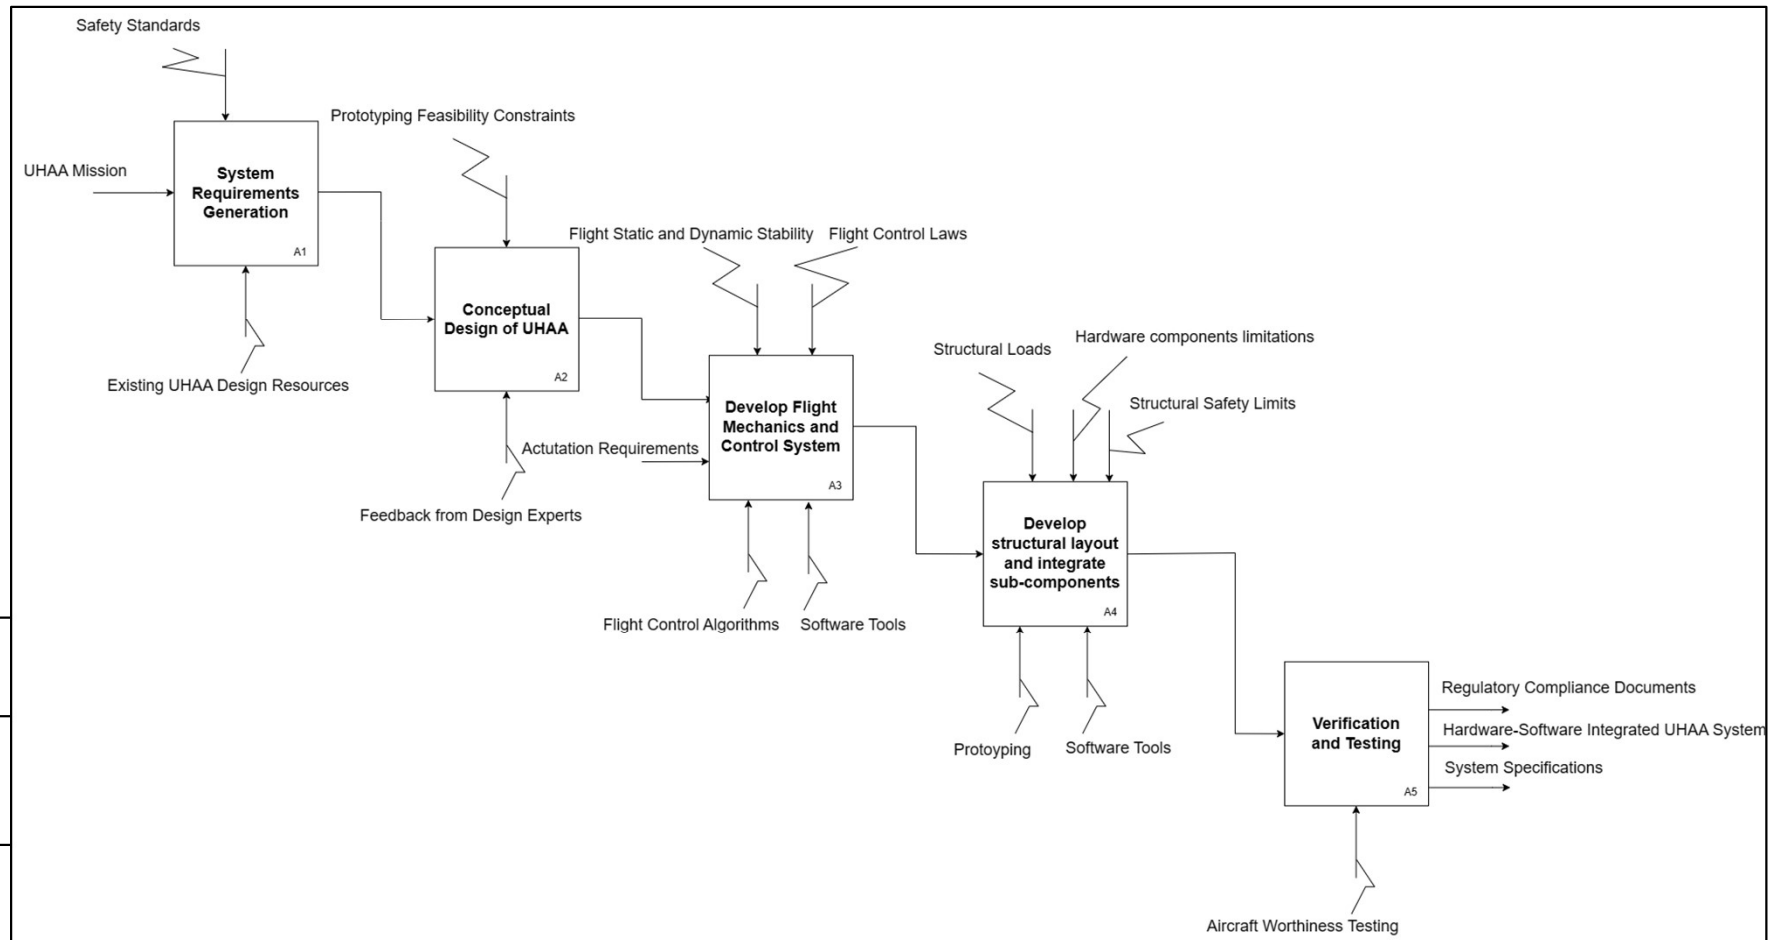 Safety Standards
UHAA Mission
System
Requirements
Generation
A1
Existing UHAA Design Resources
Prototyping Feasibility Constraints
Conceptual
Design of UHAA
A2
Feedback from Design Experts
Flight Static and Dynamic Stability
Flight Control Laws
Actutation Requirements
Develop Flight
Mechanics and
Control System
A3
Flight Control Algorithms
Software Tools
Structural Loads
Hardware components limitations
Structural Safety Limits
Develop
structural layout
and integrate
sub-components
A4
Protoyping
Software Tools
Verification
and Testing
A5
Regulatory Compliance Documents
Hardware-Software Integrated UHAA System
System Specifications
Aircraft Worthiness Testing